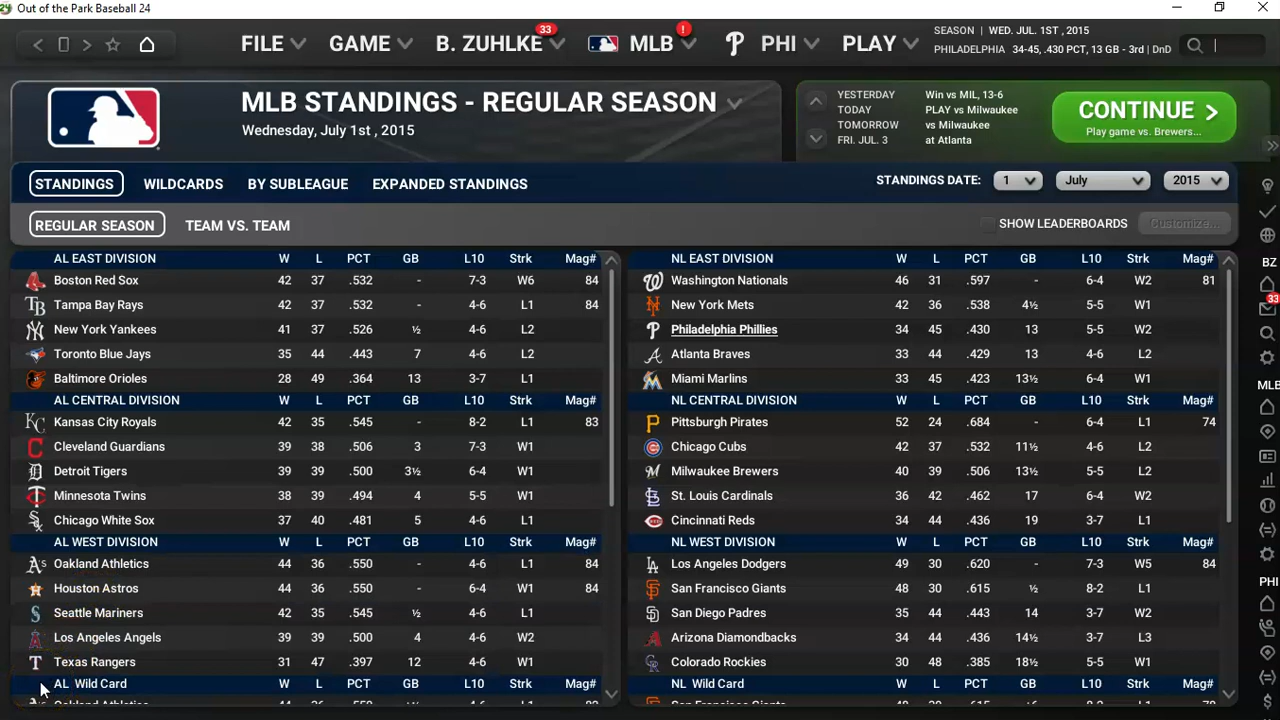 Out of the Park Baseball 24
FILE GAME B. ZUHLKE 33 MLB ! PHI PLAY
SEASON | WED. JUL. 1ST , 2015
PHILADELPHIA 34-45, .430 PCT, 13 GB - 3rd | DnD
MLB STANDINGS - REGULAR SEASON
Wednesday, July 1st , 2015
YESTERDAY Win vs MIL, 13-6
TODAY PLAY vs Milwaukee
TOMORROW vs Milwaukee
FRI. JUL. 3 at Atlanta
CONTINUE >
Play game vs. Brewers...
STANDINGS WILDCARDS BY SUBLEAGUE EXPANDED STANDINGS STANDINGS DATE: 1 July 2015
REGULAR SEASON TEAM VS. TEAM SHOW LEADERBOARDS Customize...
AL EAST DIVISION W L PCT GB L10 Strk Mag#
Boston Red Sox 42 37 .532 - 7-3 W6 84
Tampa Bay Rays 42 37 .532 - 4-6 L1 84
New York Yankees 41 37 .526 ½ 4-6 L2
Toronto Blue Jays 35 44 .443 7 4-6 L2
Baltimore Orioles 28 49 .364 13 3-7 L1
AL CENTRAL DIVISION W L PCT GB L10 Strk Mag#
Kansas City Royals 42 35 .545 - 8-2 L1 83
Cleveland Guardians 39 38 .506 3 7-3 W1
Detroit Tigers 39 39 .500 3½ 6-4 W1
Minnesota Twins 38 39 .494 4 5-5 W1
Chicago White Sox 37 40 .481 5 4-6 L1
AL WEST DIVISION W L PCT GB L10 Strk Mag#
Oakland Athletics 44 36 .550 - 4-6 L1 84
Houston Astros 44 36 .550 - 6-4 W1 84
Seattle Mariners 42 35 .545 ½ 4-6 L1
Los Angeles Angels 39 39 .500 4 4-6 W2
Texas Rangers 31 47 .397 12 4-6 W1
AL Wild Card W L PCT GB L10 Strk Mag#
NL EAST DIVISION W L PCT GB L10 Strk Mag#
Washington Nationals 46 31 .597 - 6-4 W2 81
New York Mets 42 36 .538 4½ 5-5 W1
Philadelphia Phillies 34 45 .430 13 5-5 W2
Atlanta Braves 33 44 .429 13 4-6 L2
Miami Marlins 33 45 .423 13½ 6-4 W1
NL CENTRAL DIVISION W L PCT GB L10 Strk Mag#
Pittsburgh Pirates 52 24 .684 - 6-4 L1 74
Chicago Cubs 42 37 .532 11½ 4-6 L2
Milwaukee Brewers 40 39 .506 13½ 5-5 L2
St. Louis Cardinals 36 42 .462 17 6-4 W2
Cincinnati Reds 34 44 .436 19 3-7 L1
NL WEST DIVISION W L PCT GB L10 Strk Mag#
Los Angeles Dodgers 49 30 .620 - 7-3 W5 84
San Francisco Giants 48 30 .615 ½ 8-2 L1
San Diego Padres 35 44 .443 14 3-7 W2
Arizona Diamondbacks 34 44 .436 14½ 3-7 L3
Colorado Rockies 30 48 .385 18½ 5-5 W1
NL Wild Card W L PCT GB L10 Strk Mag#
BZ
33
MLB
PHI